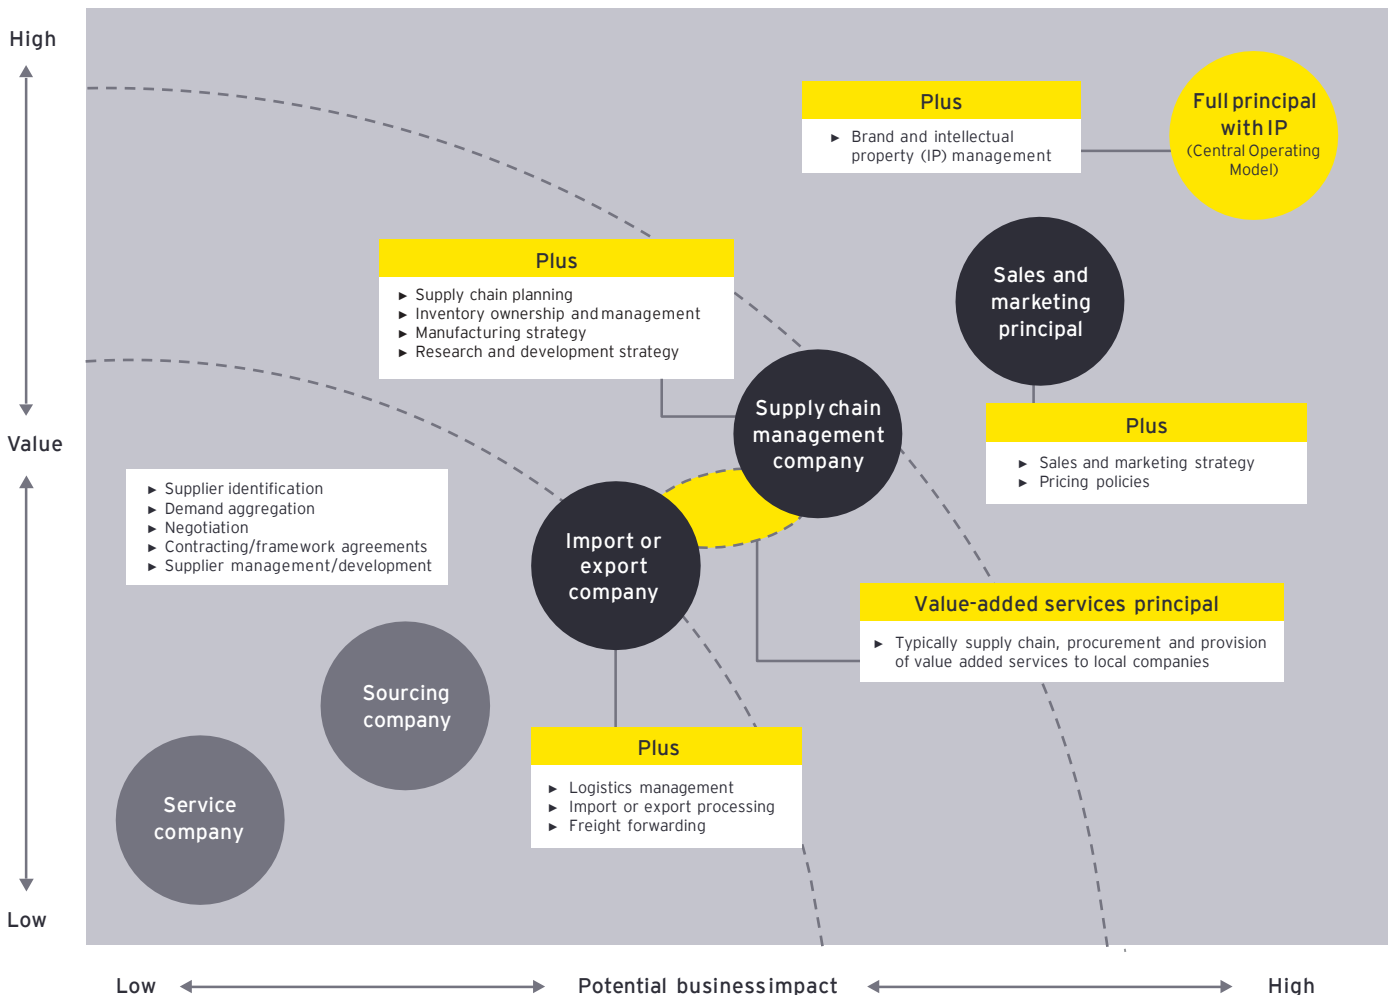 High
Plus
► Brand and intellectual
property (IP) management
Full principal
with IP
(Central Operating
Model)
Plus
► Supply chain planning
► Inventory ownership and management
► Manufacturing strategy
► Research and development strategy
Sales and
marketing
principal
Supply chain
management
company
Plus
► Sales and marketing strategy
► Pricing policies
Value
► Supplier identification
► Demand aggregation
► Negotiation
► Contracting/framework agreements
► Supplier management/development
Import or
export
company
Value-added services principal
► Typically supply chain, procurement and provision
of value added services to local companies
Sourcing
company
Plus
► Logistics management
► Import or export processing
► Freight forwarding
Service
company
Low
Low
Potential business impact
High